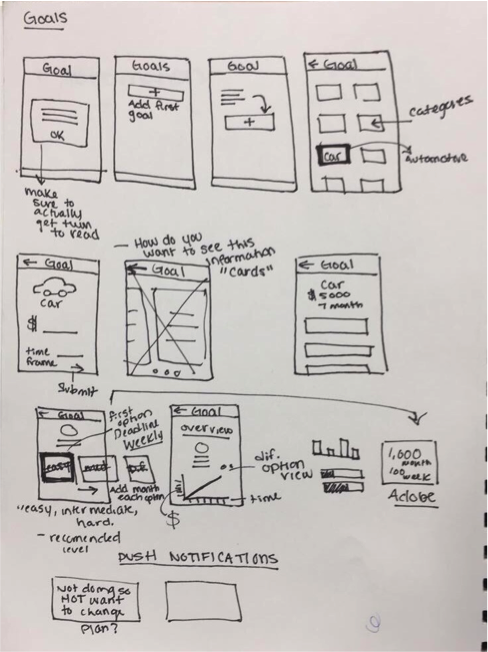 Goals
Goal
OK
make
sure to
actually
get them
to read
Goals
+
Add first
goal
Goal
+
← Goal
car
categories
Automotive
← Goal
car
$
time
frame
Submit
— How do you
want to see this
information
"cards"
← Goal
← Goal
Car
$5000
7 month
← Goal
easy
med
first
option
Deadline
Weekly
Add month
each option
"easy, intermediate,
hard.
- recomended
level
← Goal
overview
$
time
dif.
option
view
1,000
month
100
week
Adobe
PUSH NOTIFICATIONS
Not doing so
HOT want
to change
plan?